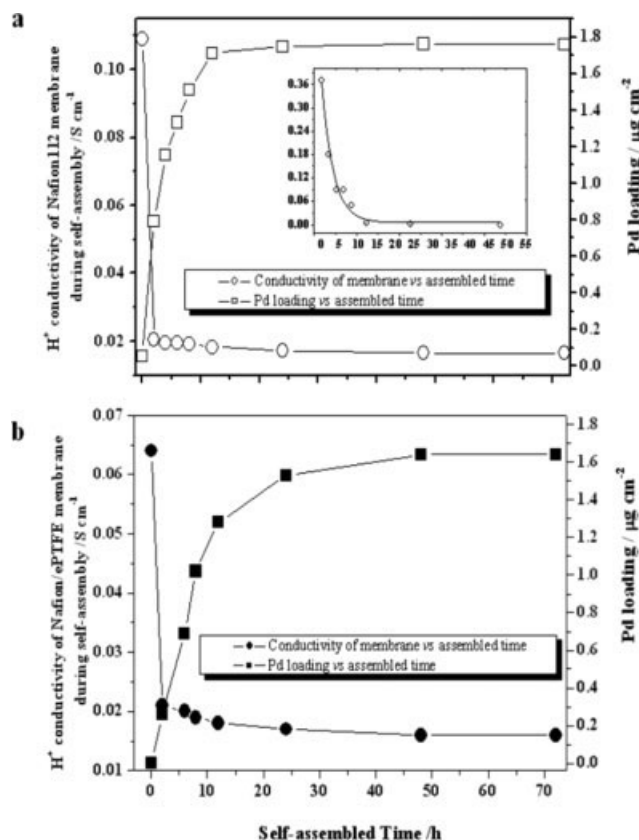 a
H⁺ conductivity of Nafion112 membrane
during self-assembly /S cm⁻¹
0.10
0.08
0.06
0.04
0.02
0.36
0.30
0.24
0.18
0.12
0.06
0.00
0 5 10 15 20 25 30 35 40 45 50 55
Conductivity of membrane vs assembled time
Pd loading vs assembled time
1.8
1.6
1.4
1.2
1.0
0.8
0.6
0.4
0.2
0.0
Pd loading / μg cm⁻²
b
H⁺ conductivity of Nafion/ePTFE membrane
during self-assembly /S cm⁻¹
0.07
0.06
0.05
0.04
0.03
0.02
0.01
Conductivity of membrane vs assembled time
Pd loading vs assembled time
1.8
1.6
1.4
1.2
1.0
0.8
0.6
0.4
0.2
0.0
Pd loading / μg cm⁻²
0 10 20 30 40 50 60 70
Self-assembled Time /h